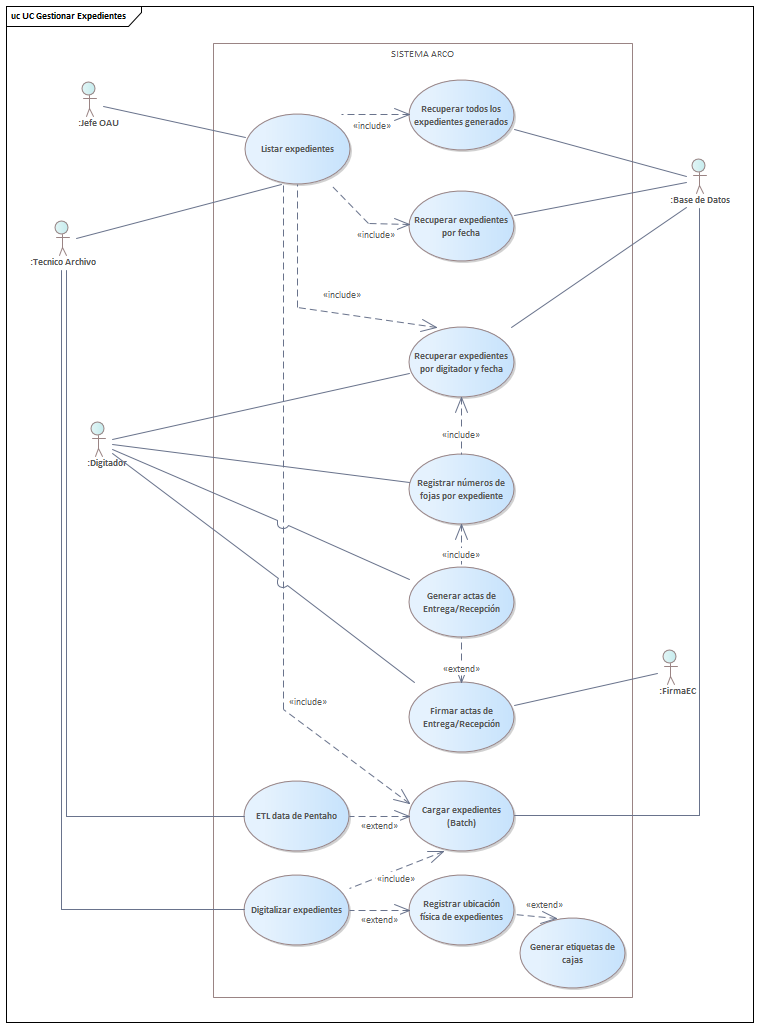 uc UC Gestionar Expedientes
SISTEMA ARCO
:Jefe OAU
Listar expedientes
«include»
Recuperar todos los
expedientes generados
:Base de Datos
Recuperar expedientes
por fecha
«include»
:Tecnico Archivo
«include»
Recuperar expedientes
por digitador y fecha
«include»
:Digitador
Registrar números de
fojas por expediente
«include»
Generar actas de
Entrega/Recepción
«extend»
:FirmaEC
«include»
Firmar actas de
Entrega/Recepción
ETL data de Pentaho
«extend»
Cargar expedientes
(Batch)
«include»
Digitalizar expedientes
«extend»
Registrar ubicación
física de expedientes
«extend»
Generar etiquetas de
cajas